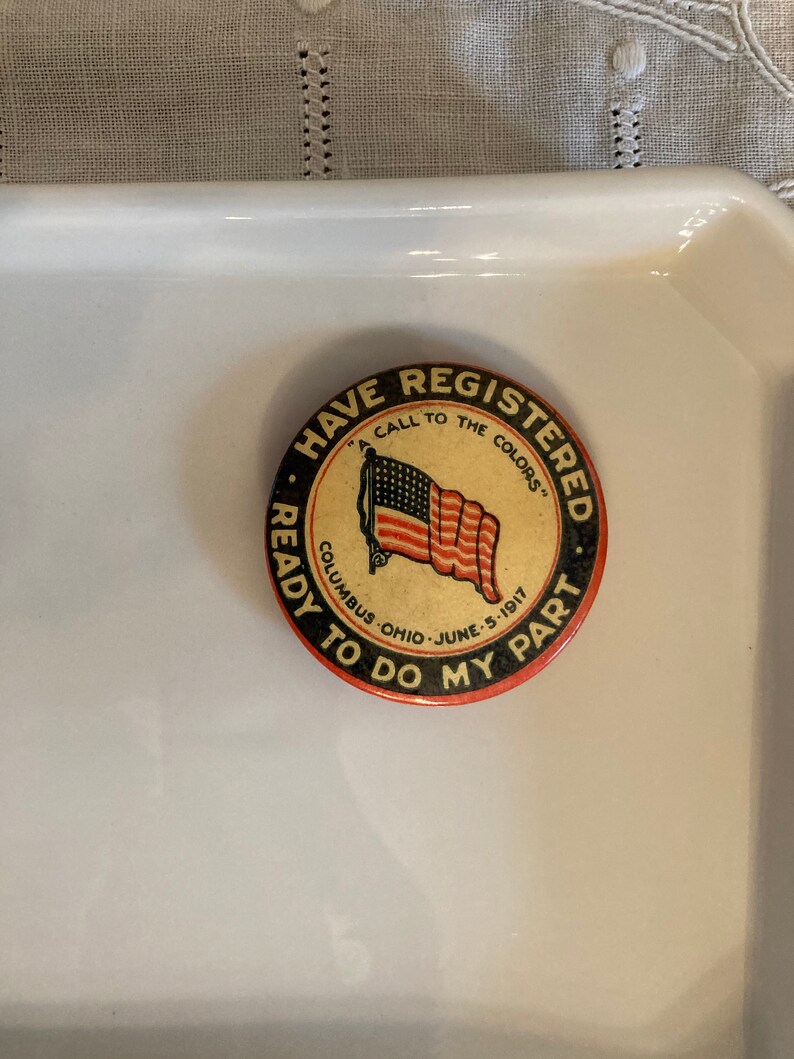 · HAVE REGISTERED ·
READY TO DO MY PART
"A CALL TO THE COLORS"
COLUMBUS · OHIO · JUNE · 5 · 1917